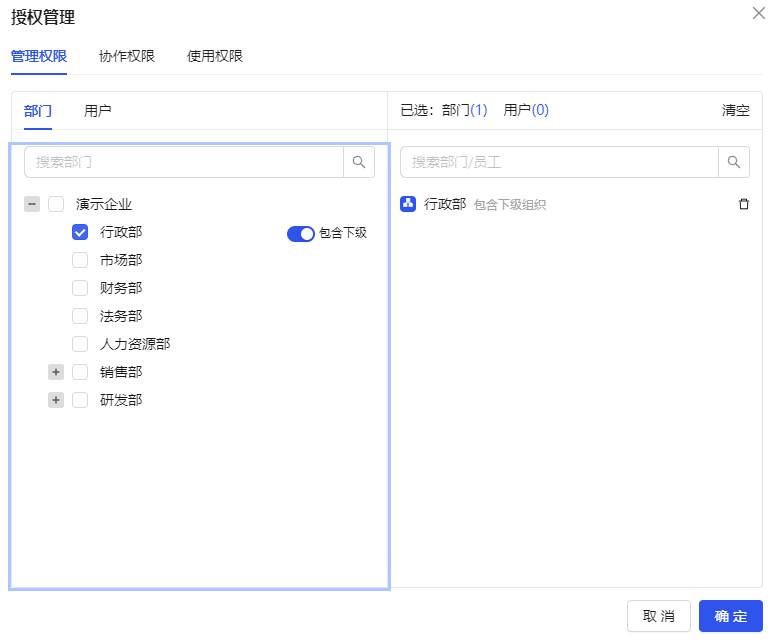 授权管理
管理权限 协作权限 使用权限
部门 用户
搜索部门
演示企业
行政部 包含下级
市场部
财务部
法务部
人力资源部
销售部
研发部
已选：部门(1) 用户(0) 清空
搜索部门/员工
行政部 包含下级组织
取 消 确 定